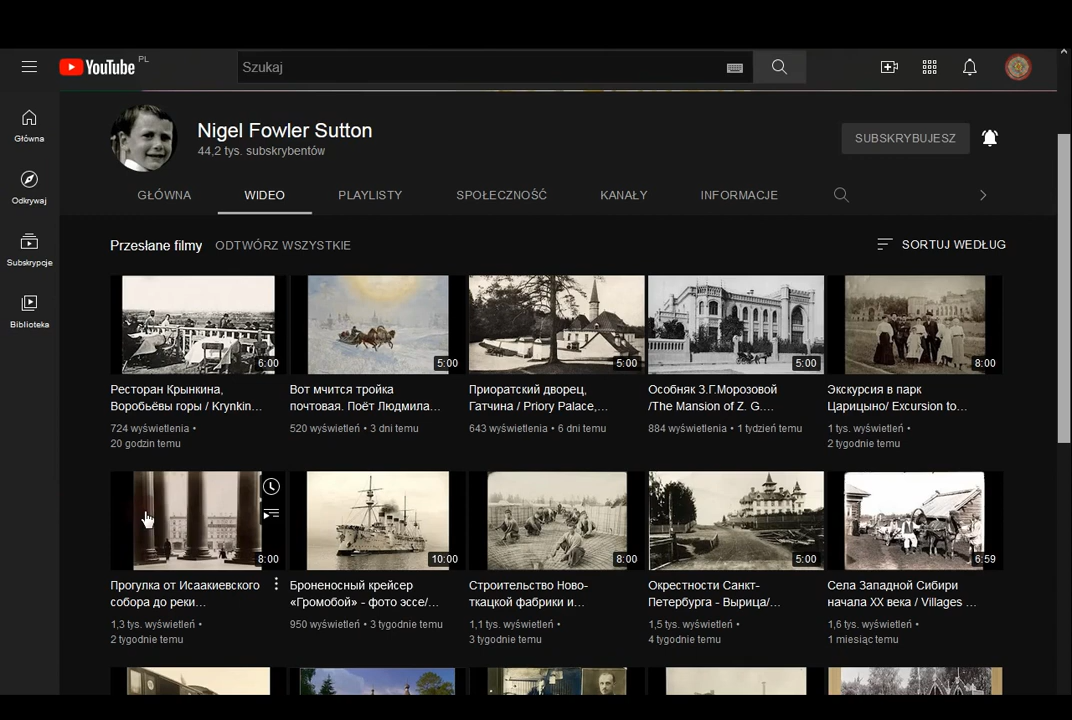 YouTube PL
Szukaj
Główna
Odkrywaj
Subskrypcje
Biblioteka
Nigel Fowler Sutton
44,2 tys. subskrybentów
SUBSKRYBUJESZ
GŁÓWNA WIDEO PLAYLISTY SPOŁECZNOŚĆ KANAŁY INFORMACJE
Przesłane filmy ODTWÓRZ WSZYSTKIE SORTUJ WEDŁUG
6:00
Ресторан Крынкина,
Воробьёвы горы / Krynkin...
724 wyświetlenia •
20 godzin temu
5:00
Вот мчится тройка
почтовая. Поёт Людмила...
520 wyświetleń • 3 dni temu
5:00
Приоратский дворец,
Гатчина / Priory Palace,...
643 wyświetlenia • 6 dni temu
5:00
Особняк З.Г.Морозовой
/The Mansion of Z. G....
884 wyświetlenia • 1 tydzień temu
8:00
Экскурсия в парк
Царицыно/ Excursion to...
1 tys. wyświetleń •
2 tygodnie temu
8:00
Прогулка от Исаакиевского
собора до реки...
1,3 tys. wyświetleń •
2 tygodnie temu
10:00
Броненосный крейсер
«Громобой» - фото эссе/...
950 wyświetleń • 3 tygodnie temu
8:00
Строительство Ново-
ткацкой фабрики и...
1,1 tys. wyświetleń •
3 tygodnie temu
5:00
Окрестности Санкт-
Петербурга - Вырица/...
1,5 tys. wyświetleń •
4 tygodnie temu
6:59
Села Западной Сибири
начала XX века / Villages ...
1,6 tys. wyświetleń •
1 miesiąc temu